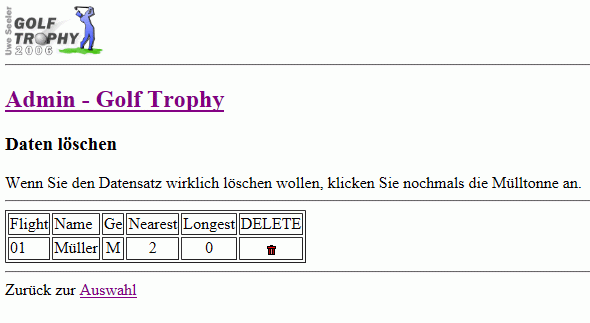 Uwe Seeler
GOLF
TROPHY
2006
Admin - Golf Trophy
Daten löschen
Wenn Sie den Datensatz wirklich löschen wollen, klicken Sie nochmals die Mülltonne an.
Flight Name Ge Nearest Longest DELETE
01 Müller M 2 0
Zurück zur Auswahl